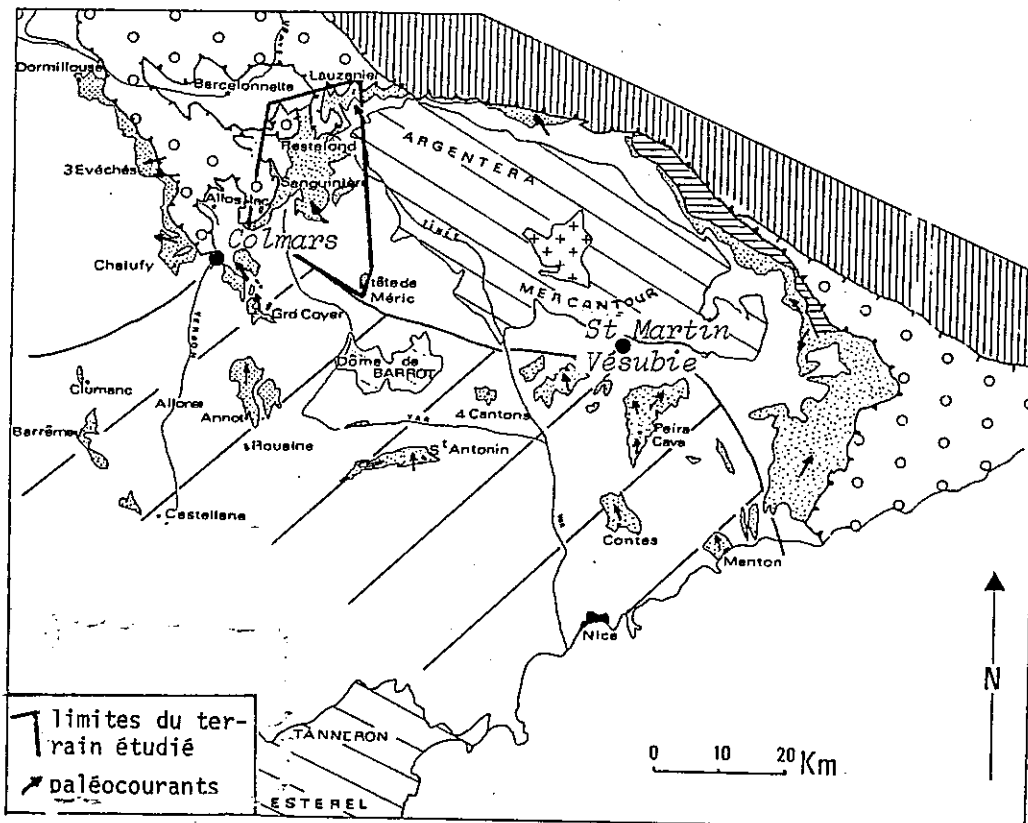 Dormillouse
Barcelonnette
Lauzanier
Restefond
3 Evêchés
Sanguinière
Allos
ARGENTERA
Colmars
Chalufy
tête de
Méric
MERCANTOUR
Grd Coyer
St Martin
Vésubie
VERDON
Dôme de
BARROT
Clumanc
Allons
Annot
4 Cantons
Peira
Cava
Barrême
VAR
Rouaine
St Antonin
Castellane
Contes
Menton
Nice
N
limites du ter-
rain étudié
paléocourants
TANNERON
ESTEREL
0 10 20 Km